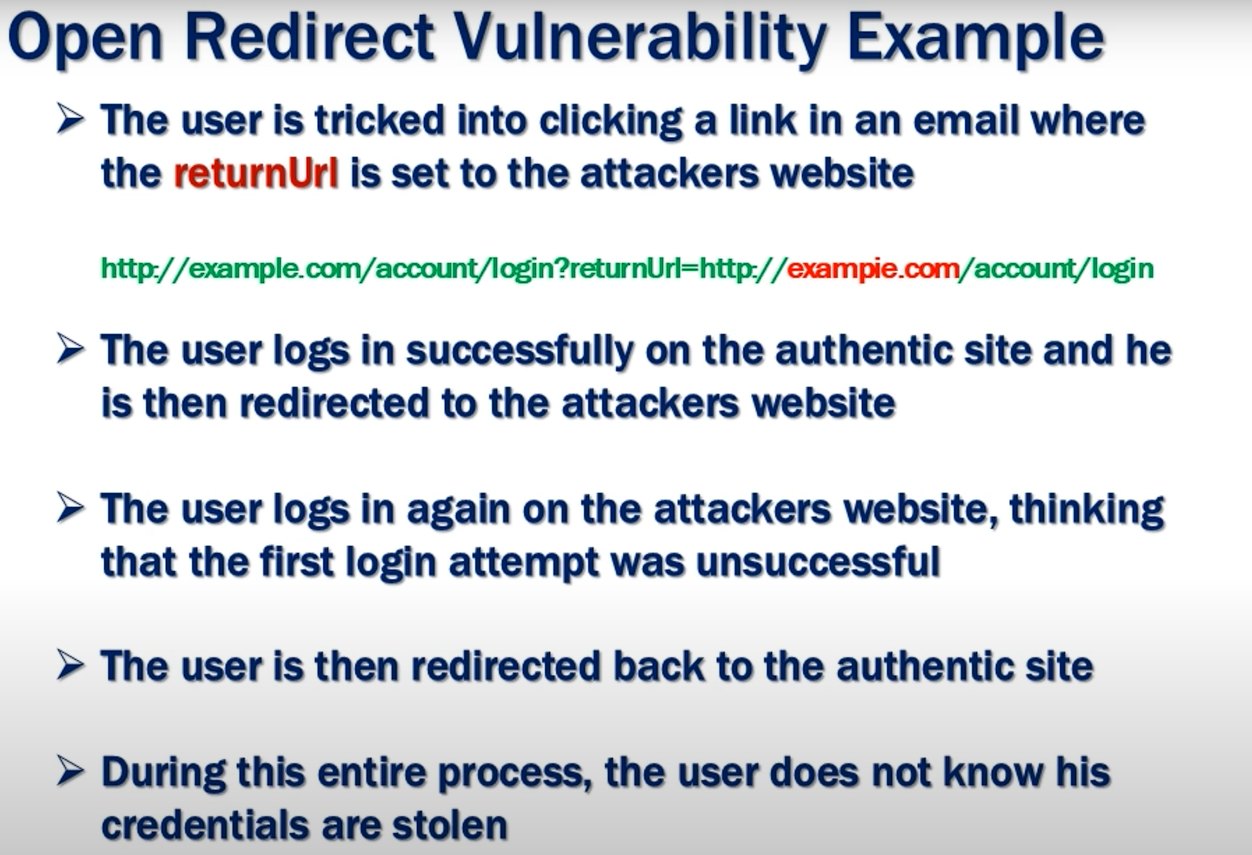 Open Redirect Vulnerability Example
The user is tricked into clicking a link in an email where
the returnUrl is set to the attackers website
http://example.com/account/login?returnUrl=http://exampie.com/account/login
The user logs in successfully on the authentic site and he
is then redirected to the attackers website
The user logs in again on the attackers website, thinking
that the first login attempt was unsuccessful
The user is then redirected back to the authentic site
During this entire process, the user does not know his
credentials are stolen